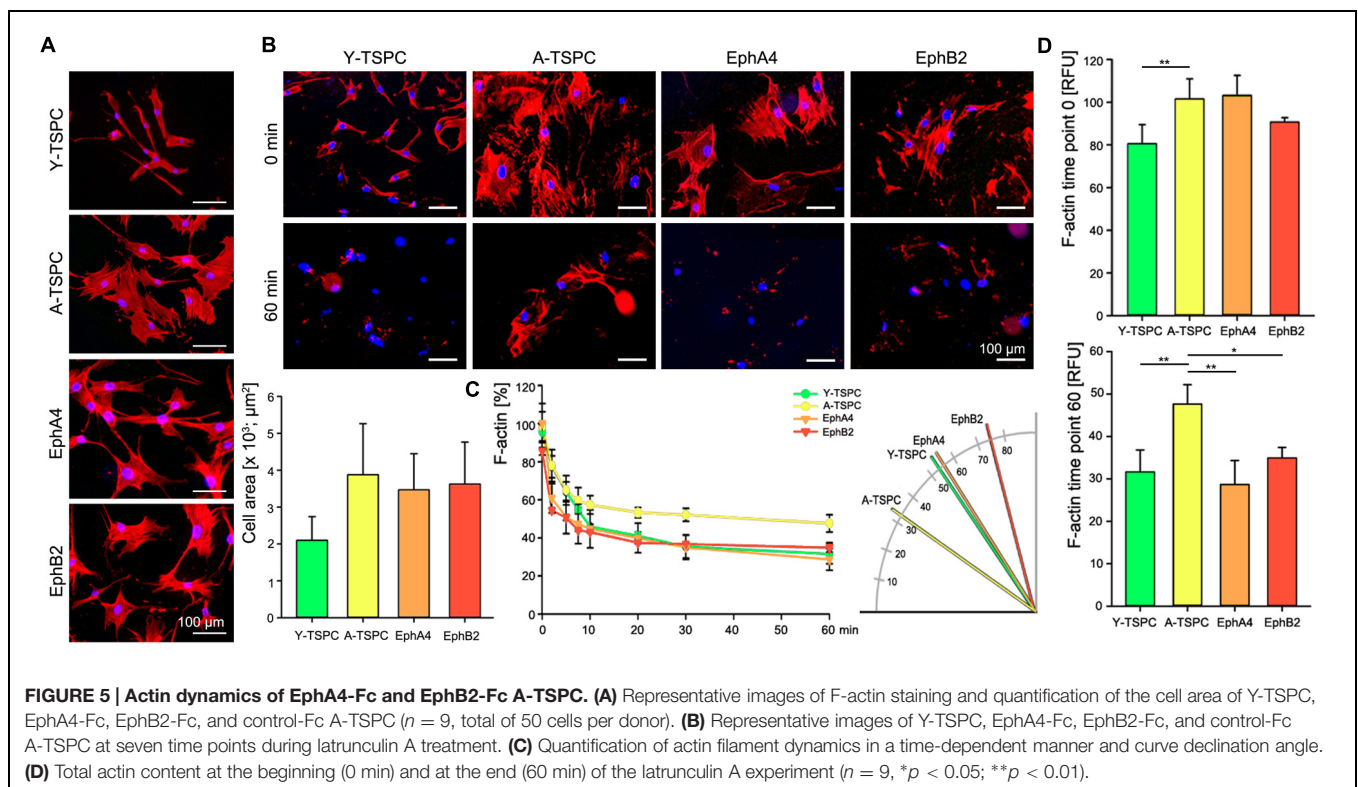 A
B
D
Y-TSPC
A-TSPC
EphA4
EphB2
Y-TSPC
A-TSPC
EphA4
EphB2
100 µm
0 min
60 min
100 µm
Cell area [x 10³; µm²]
6
5
4
3
2
1
0
Y-TSPC
A-TSPC
EphA4
EphB2
C
F-actin [%]
120
100
80
60
40
20
0
0
10
20
30
40
50
60 min
Y-TSPC
A-TSPC
EphA4
EphB2
EphB2
EphA4
Y-TSPC
A-TSPC
80
70
60
50
40
30
20
10
F-actin time point 0 [RFU]
120
100
80
60
40
20
0
**
Y-TSPC
A-TSPC
EphA4
EphB2
F-actin time point 60 [RFU]
60
50
40
30
20
10
0
**
*
**
Y-TSPC
A-TSPC
EphA4
EphB2
FIGURE 5 | Actin dynamics of EphA4-Fc and EphB2-Fc A-TSPC. (A) Representative images of F-actin staining and quantification of the cell area of Y-TSPC,
EphA4-Fc, EphB2-Fc, and control-Fc A-TSPC (n = 9, total of 50 cells per donor). (B) Representative images of Y-TSPC, EphA4-Fc, EphB2-Fc, and control-Fc
A-TSPC at seven time points during latrunculin A treatment. (C) Quantification of actin filament dynamics in a time-dependent manner and curve declination angle.
(D) Total actin content at the beginning (0 min) and at the end (60 min) of the latrunculin A experiment (n = 9, *p < 0.05; **p < 0.01).